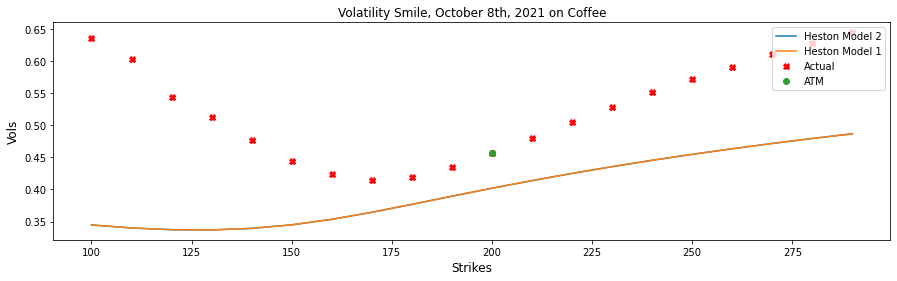 Volatility Smile, October 8th, 2021 on Coffee
0.65
0.60
0.55
0.50
0.45
0.40
0.35
Vols
Heston Model 2
Heston Model 1
Actual
ATM
100
125
150
175
200
225
250
275
Strikes